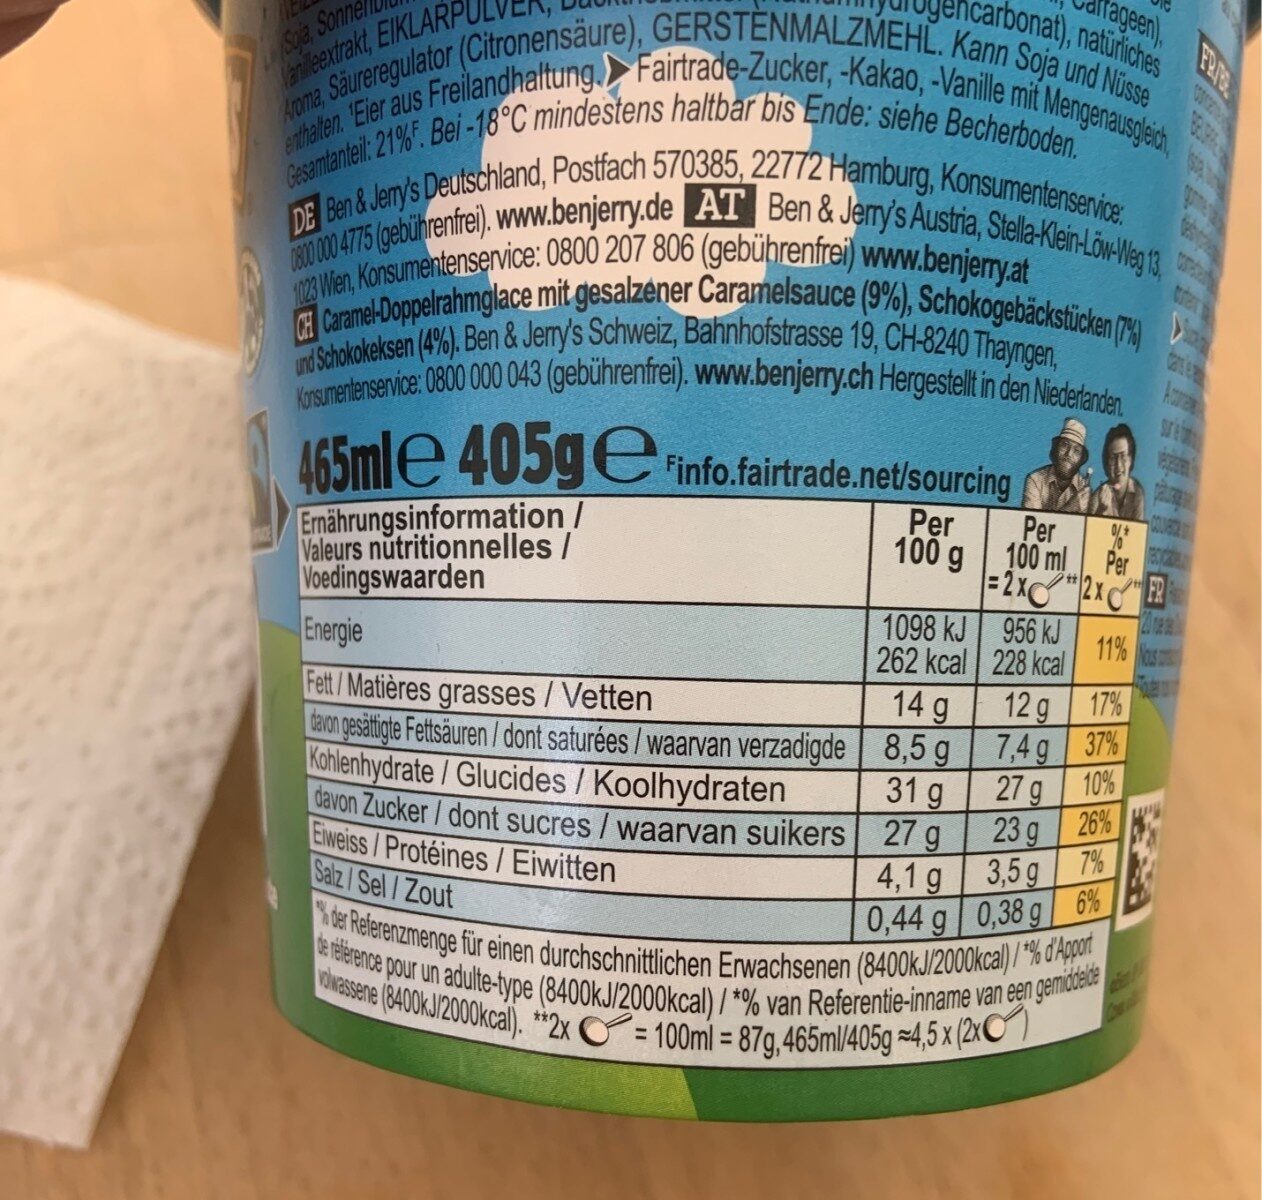 Soja,
Carrageen),
Vanilleextrakt, EIKLARPULVER, natürliches
Aroma, Säureregulator (Citronensäure), GERSTENMALZMEHL. Kann Soja und Nüsse
enthalten. ¹Eier aus Freilandhaltung. Fairtrade-Zucker, -Kakao, -Vanille mit Mengenausgleich,
Gesamtanteil: 21%ᶠ. Bei -18°C mindestens haltbar bis Ende: siehe Becherboden.
DE Ben & Jerry's Deutschland, Postfach 570385, 22772 Hamburg, Konsumentenservice:
0800 000 4775 (gebührenfrei). www.benjerry.de AT Ben & Jerry's Austria, Stella-Klein-Löw-Weg 13,
1023 Wien, Konsumentenservice: 0800 207 806 (gebührenfrei) www.benjerry.at
CH Caramel-Doppelrahmglace mit gesalzener Caramelsauce (9%), Schokogebäckstücken (7%)
und Schokokeksen (4%). Ben & Jerry's Schweiz, Bahnhofstrasse 19, CH-8240 Thayngen,
Konsumentenservice: 0800 000 043 (gebührenfrei). www.benjerry.ch Hergestellt in den Niederlanden.
465ml e 405g e ᶠinfo.fairtrade.net/sourcing
Ernährungsinformation /
Valeurs nutritionnelles /
Voedingswaarden
Per
100 g
Per
100 ml
= 2 x **
%*
Per
2 x **
Energie 1098 kJ 956 kJ 11%
262 kcal 228 kcal
Fett / Matières grasses / Vetten 14 g 12 g 17%
davon gesättigte Fettsäuren / dont saturées / waarvan verzadigde 8,5 g 7,4 g 37%
Kohlenhydrate / Glucides / Koolhydraten 31 g 27 g 10%
davon Zucker / dont sucres / waarvan suikers 27 g 23 g 26%
Eiweiss / Protéines / Eiwitten 4,1 g 3,5 g 7%
Salz / Sel / Zout 0,44 g 0,38 g 6%
*% der Referenzmenge für einen durchschnittlichen Erwachsenen (8400kJ/2000kcal) / *% d'Apport
de référence pour un adulte-type (8400kJ/2000kcal) / *% van Referentie-inname van een gemiddelde
volwassene (8400kJ/2000kcal). **2x = 100ml = 87g, 465ml/405g ≈4,5 x (2x )
FR/BE
FR